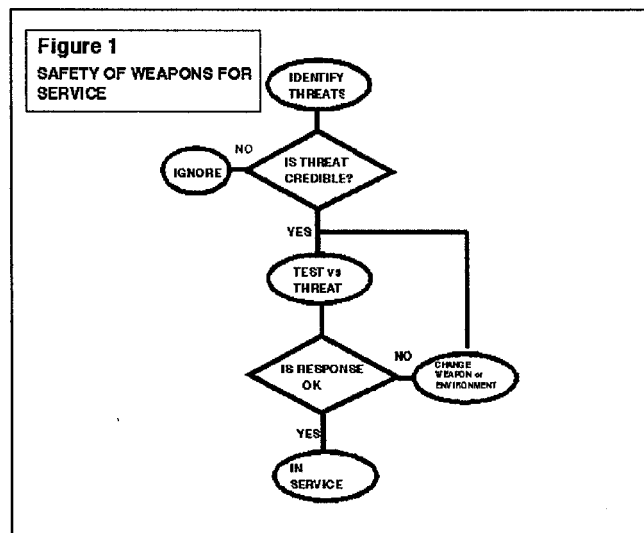 Figure 1
SAFETY OF WEAPONS FOR
SERVICE
IDENTIFY
THREATS
NO
IS THREAT
CREDIBLE?
IGNORE
YES
TEST vs
THREAT
IS RESPONSE
OK
NO
CHANGE
WEAPON or
ENVIRONMENT
YES
IN
SERVICE